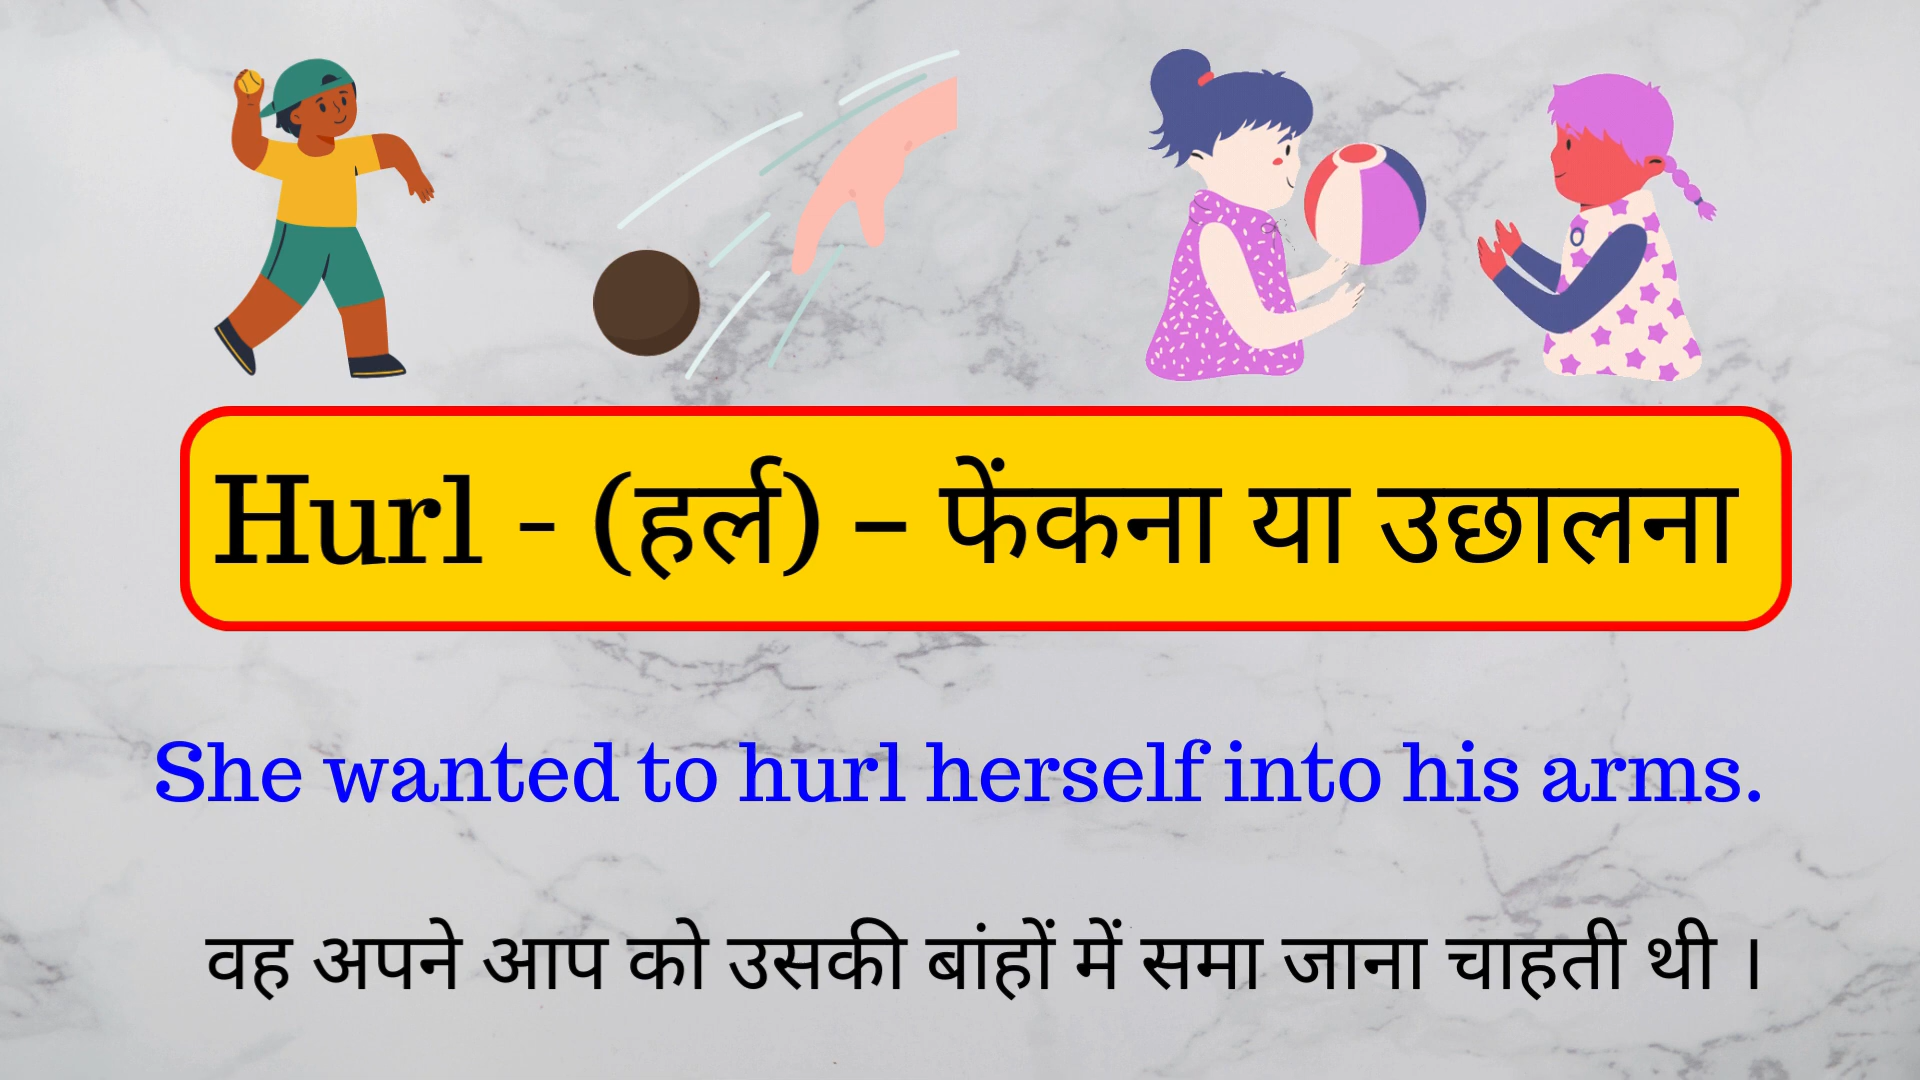 Hurl - (हर्ल) – फेंकना या उछालना
She wanted to hurl herself into his arms.
वह अपने आप को उसकी बांहों में समा जाना चाहती थी ।